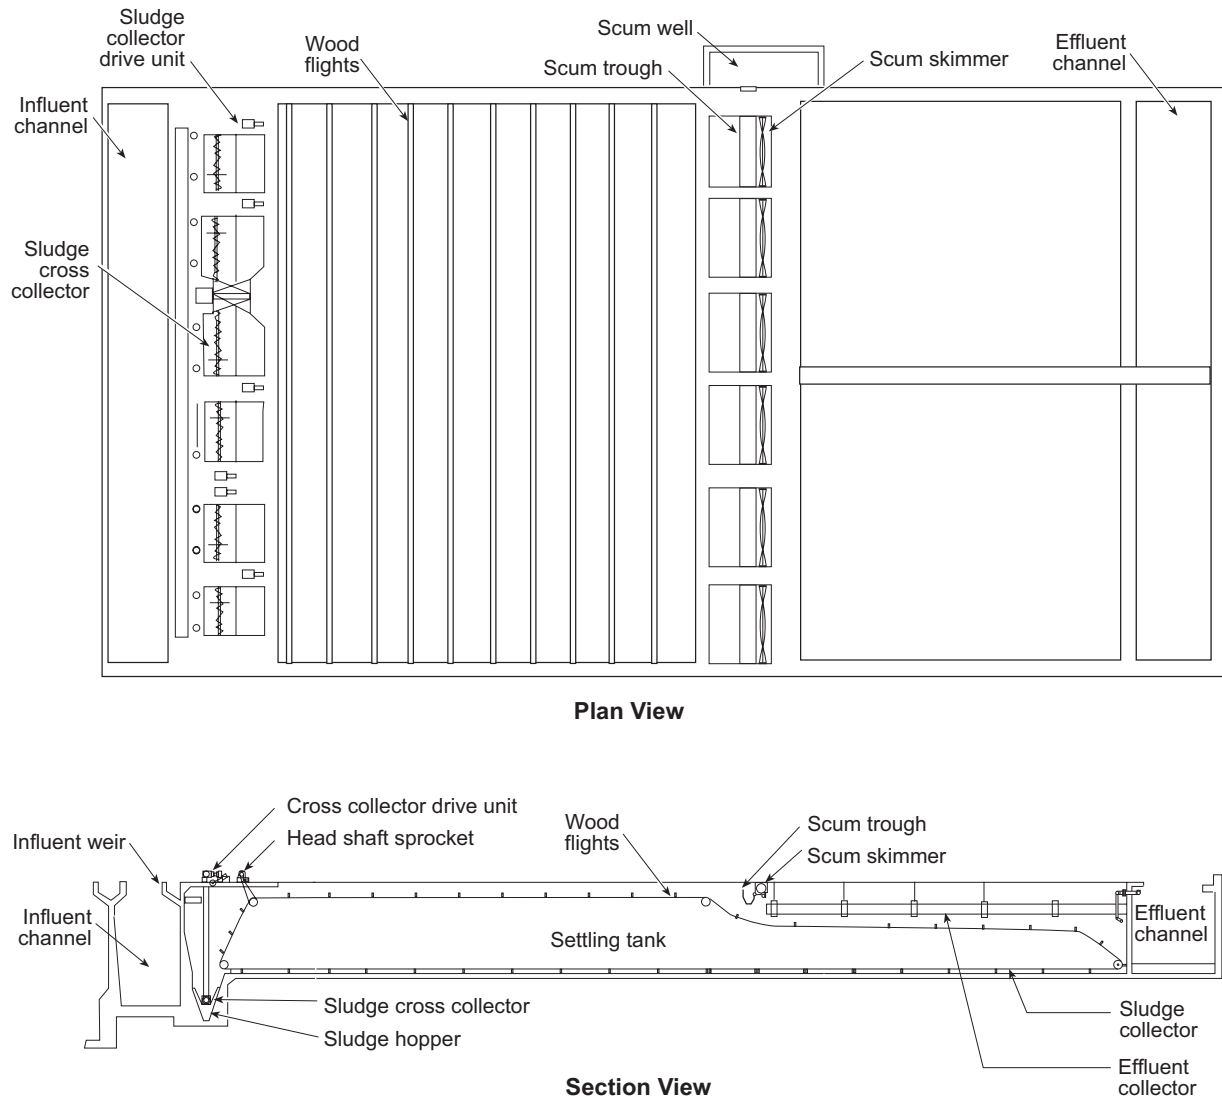 Sludge
collector
drive unit
Wood
flights
Scum well
Scum trough
Scum skimmer
Effluent
channel
Influent
channel
Sludge
cross
collector
Plan View
Cross collector drive unit
Head shaft sprocket
Influent weir
Wood
flights
Scum trough
Scum skimmer
Influent
channel
Settling tank
Effluent
channel
Sludge cross collector
Sludge hopper
Sludge
collector
Effluent
collector
Section View